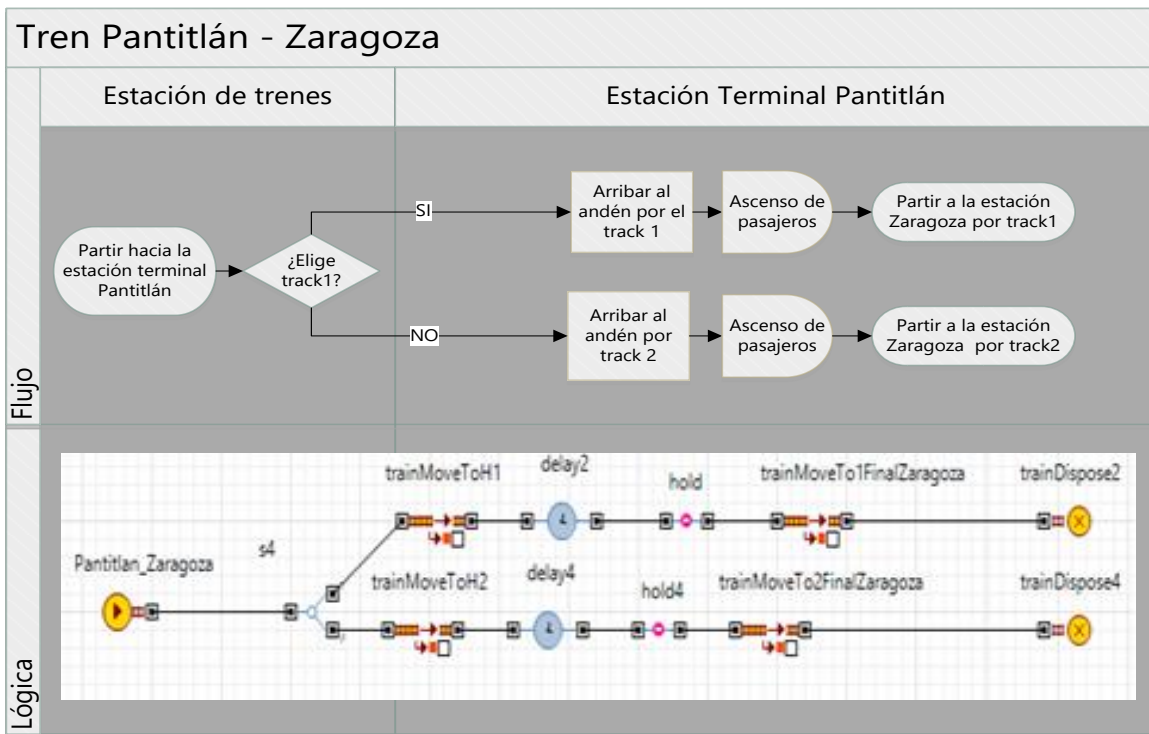 Tren Pantitlán - Zaragoza
Estación de trenes
Estación Terminal Pantitlán
Flujo
Partir hacia la
estación terminal
Pantitlán
¿Elige
track1?
SI
Arribar al
andén por el
track 1
Ascenso de
pasajeros
Partir a la estación
Zaragoza por track1
NO
Arribar al
andén por
track 2
Ascenso de
pasajeros
Partir a la estación
Zaragoza por track2
Lógica
Pantitlan_Zaragoza
s4
trainMoveToH1
delay2
hold
trainMoveTo1FinalZaragoza
trainDispose2
trainMoveToH2
delay4
hold4
trainMoveTo2FinalZaragoza
trainDispose4